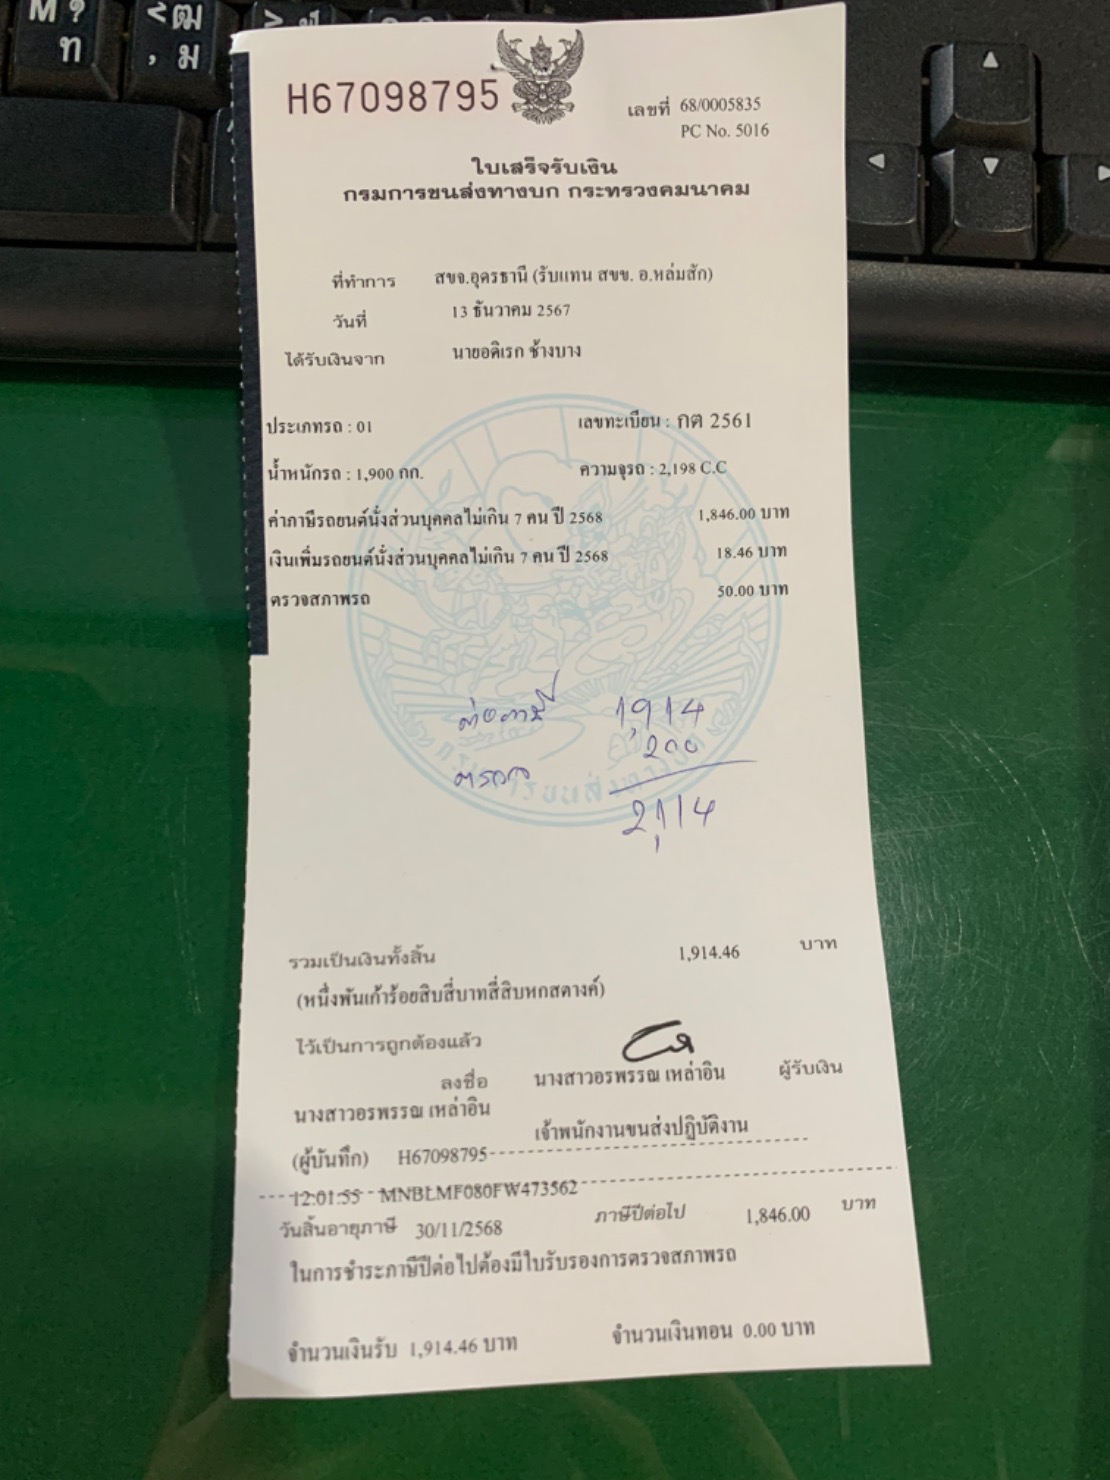 M ?
ท
< ฒ
, ม
H67098795
เลขที่ 68/0005835
PC No. 5016
ใบเสร็จรับเงิน
กรมการขนส่งทางบก กระทรวงคมนาคม
ที่ทำการ สขจ.อุดรธานี (รับแทน สขข. อ.หล่มสัก)
วันที่ 13 ธันวาคม 2567
ได้รับเงินจาก นายอดิเรก ช้างบาง
ประเภทรถ : 01 เลขทะเบียน : กต 2561
น้ำหนักรถ : 1,900 กก. ความจุรถ : 2,198 C.C
ค่าภาษีรถยนต์นั่งส่วนบุคคลไม่เกิน 7 คน ปี 2568 1,846.00 บาท
เงินเพิ่มรถยนต์นั่งส่วนบุคคลไม่เกิน 7 คน ปี 2568 18.46 บาท
ตรวจสภาพรถ 50.00 บาท
ต่อภาษี 1,914
ตรวจ 200
2,114
กรมการขนส่งทางบก
รวมเป็นเงินทั้งสิ้น 1,914.46 บาท
(หนึ่งพันเก้าร้อยสิบสี่บาทสี่สิบหกสตางค์)
ไว้เป็นการถูกต้องแล้ว
ลงชื่อ นางสาวอรพรรณ เหล่าอิน ผู้รับเงิน
นางสาวอรพรรณ เหล่าอิน
เจ้าพนักงานขนส่งปฏิบัติงาน
(ผู้บันทึก) H67098795
12:01:55 MNBLMF080FW473562
วันสิ้นอายุภาษี 30/11/2568 ภาษีปีต่อไป 1,846.00 บาท
ในการชำระภาษีปีต่อไปต้องมีใบรับรองการตรวจสภาพรถ
จำนวนเงินรับ 1,914.46 บาท จำนวนเงินทอน 0.00 บาท